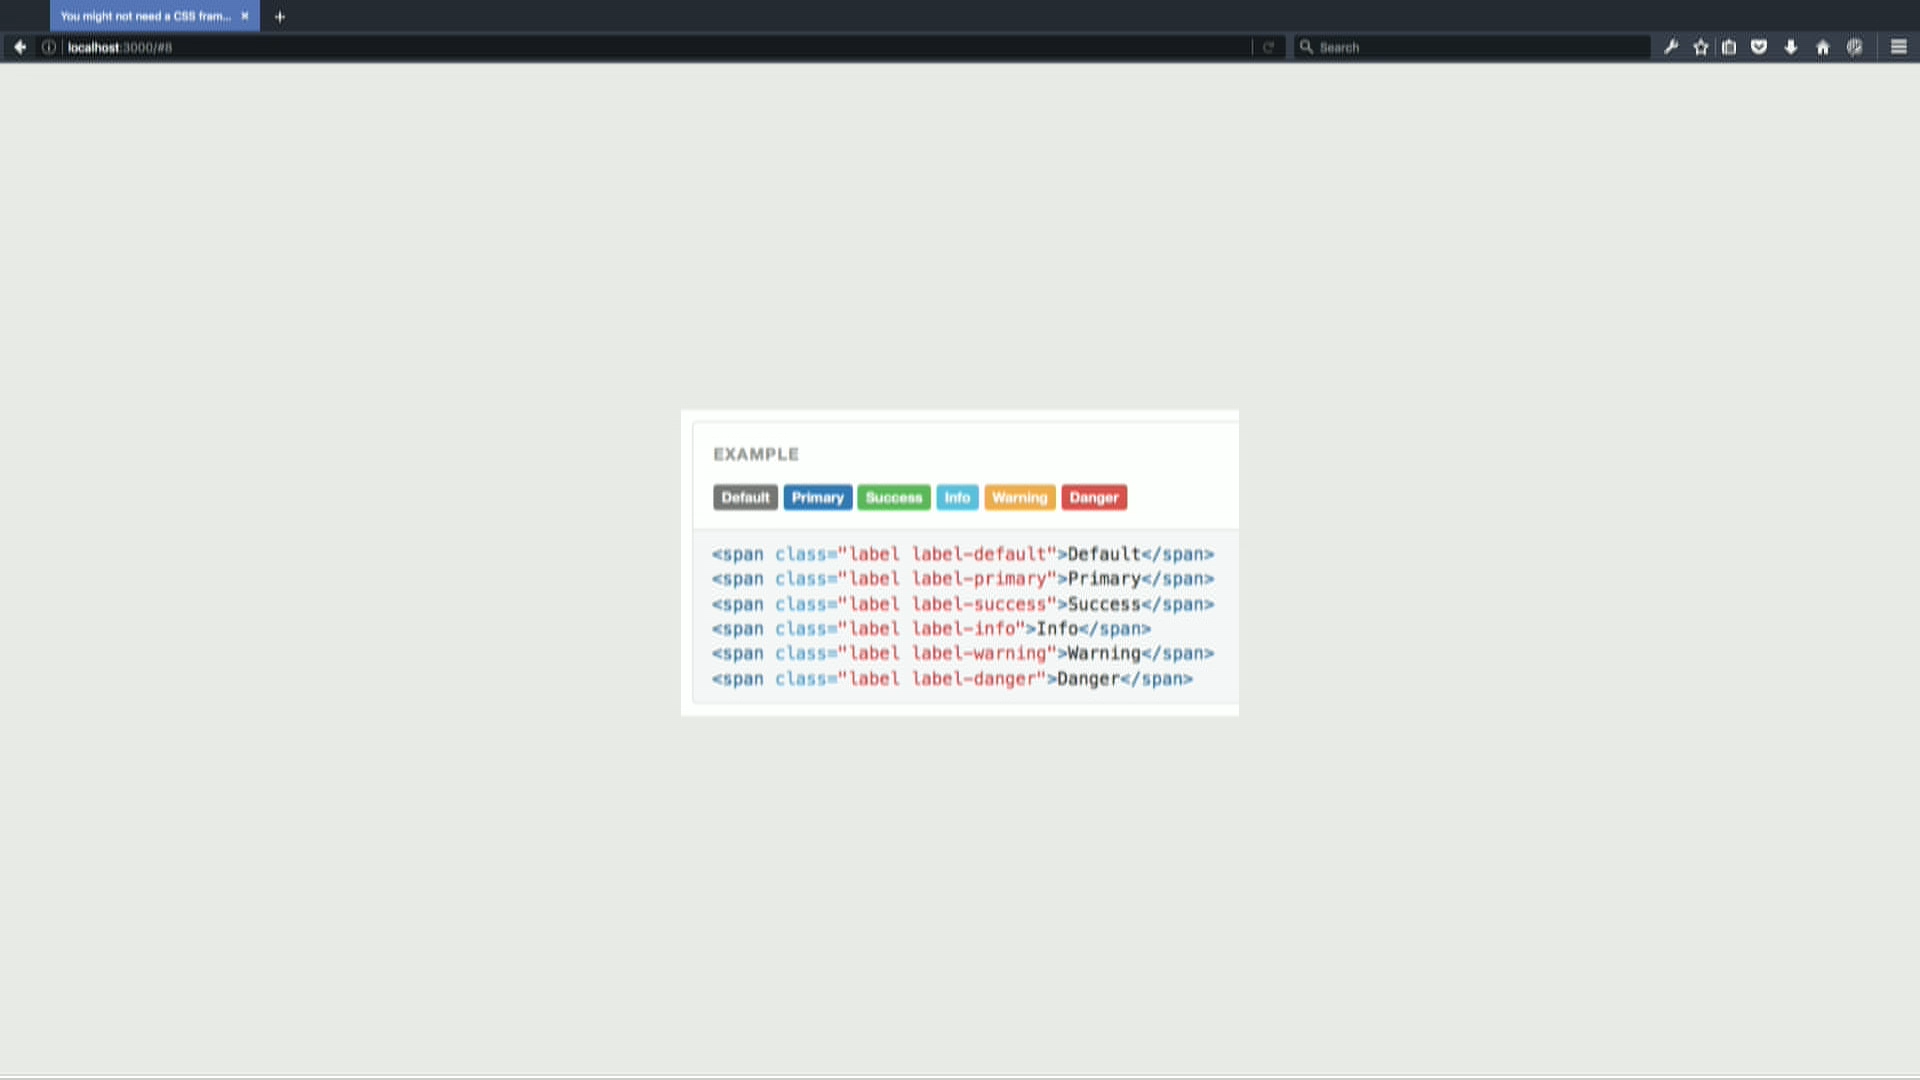 You might not need a CSS fram...
localhost:3000/#8
Search
EXAMPLE
Default Primary Success Info Warning Danger
<span class="label label-default">Default</span>
<span class="label label-primary">Primary</span>
<span class="label label-success">Success</span>
<span class="label label-info">Info</span>
<span class="label label-warning">Warning</span>
<span class="label label-danger">Danger</span>